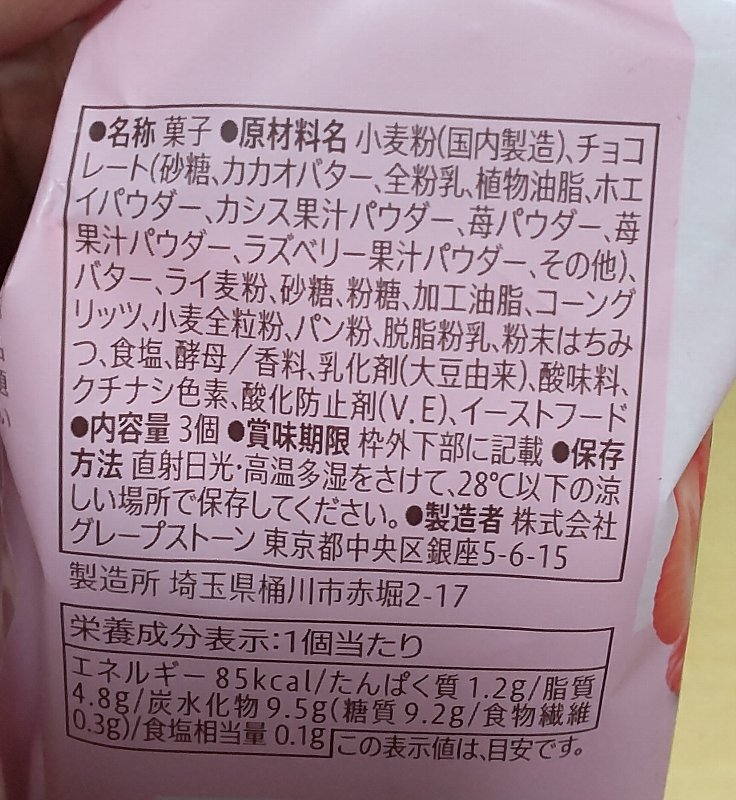 ●名称 菓子 ●原材料名 小麦粉(国内製造)、チョコ
レート(砂糖、カカオバター、全粉乳、植物油脂、ホエ
イパウダー、カシス果汁パウダー、苺パウダー、苺
果汁パウダー、ラズベリー果汁パウダー、その他)、
バター、ライ麦粉、砂糖、粉糖、加工油脂、コーング
リッツ、小麦全粒粉、パン粉、脱脂粉乳、粉末はちみ
つ、食塩、酵母/香料、乳化剤(大豆由来)、酸味料、
クチナシ色素、酸化防止剤(V.E)、イーストフード
●内容量 3個 ●賞味期限 枠外下部に記載 ●保存
方法 直射日光・高温多湿をさけて、28℃以下の涼
しい場所で保存してください。●製造者 株式会社
グレープストーン 東京都中央区銀座5-6-15
製造所 埼玉県桶川市赤堀2-17
栄養成分表示:1個当たり
エネルギー 85kcal/たんぱく質 1.2g/脂質
4.8g/炭水化物 9.5g(糖質 9.2g/食物繊維
0.3g)/食塩相当量 0.1g この表示値は、目安です。